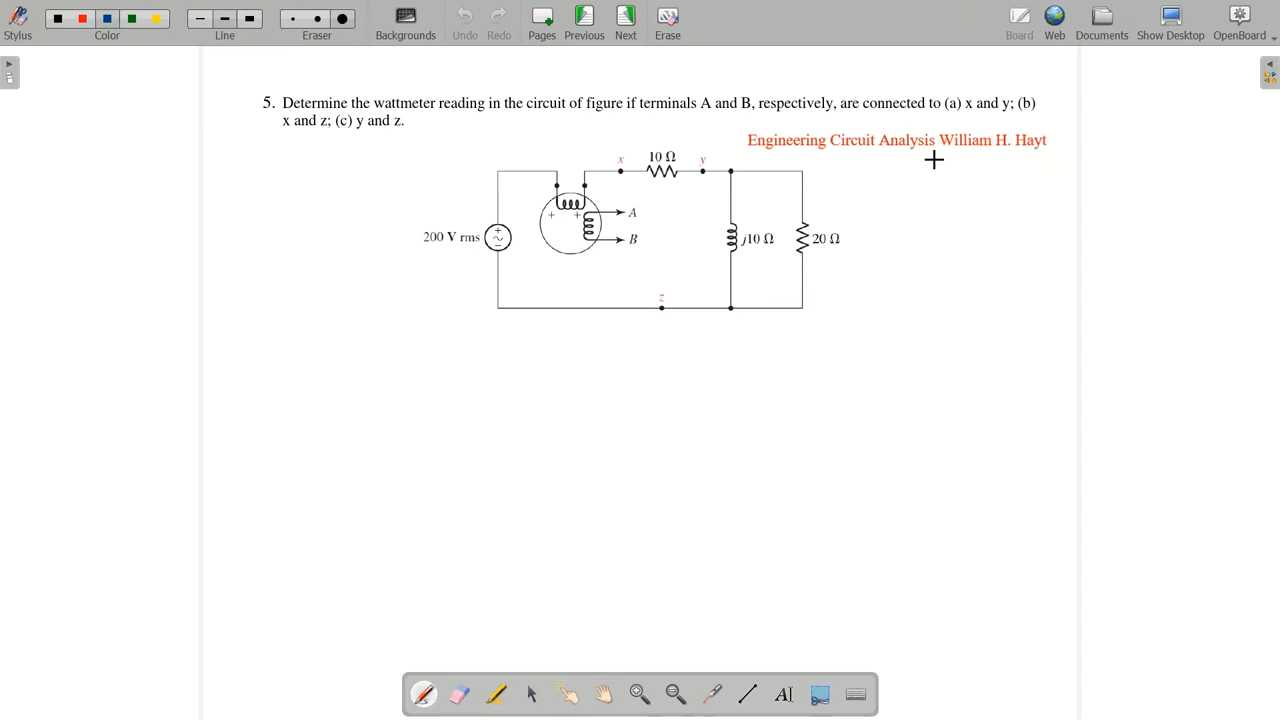 Stylus
Color
Line
Eraser
Backgrounds
Undo
Redo
Pages
Previous
Next
Erase
Board
Web
Documents
Show Desktop
OpenBoard
5. Determine the wattmeter reading in the circuit of figure if terminals A and B, respectively, are connected to (a) x and y; (b)
x and z; (c) y and z.
Engineering Circuit Analysis William H. Hayt
x
10 Ω
y
+
+
A
B
200 V rms
+
−
j10 Ω
20 Ω
z
AI